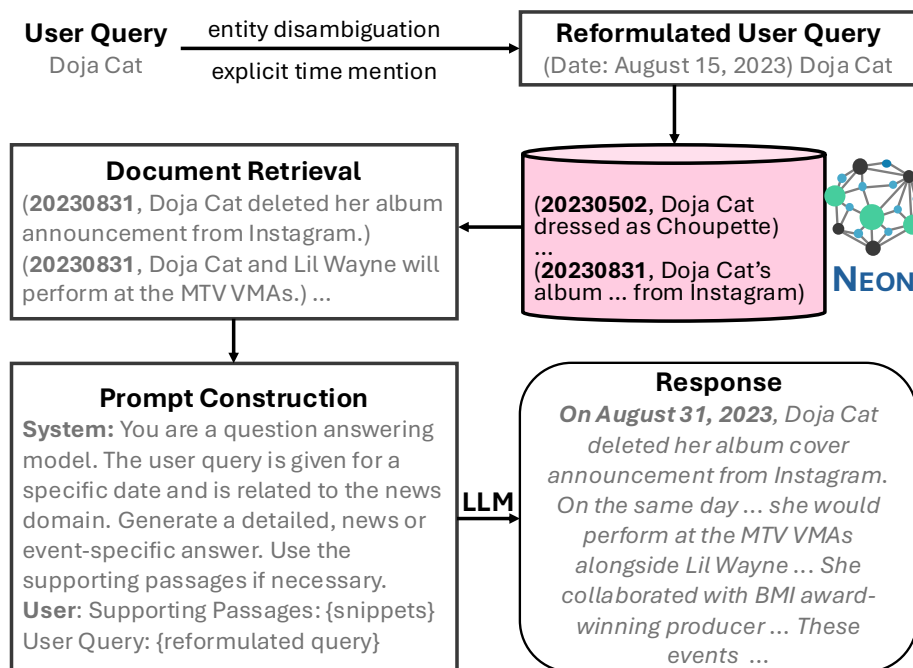 User Query
Doja Cat
entity disambiguation
explicit time mention
Reformulated User Query
(Date: August 15, 2023) Doja Cat
Document Retrieval
(20230831, Doja Cat deleted her album
announcement from Instagram.)
(20230831, Doja Cat and Lil Wayne will
perform at the MTV VMAs.) ...
(20230502, Doja Cat
dressed as Choupette)
...
(20230831, Doja Cat's
album ... from Instagram)
NEON
Prompt Construction
System: You are a question answering
model. The user query is given for a
specific date and is related to the news
domain. Generate a detailed, news or
event-specific answer. Use the
supporting passages if necessary.
User: Supporting Passages: {snippets}
User Query: {reformulated query}
LLM
Response
On August 31, 2023, Doja Cat
deleted her album cover
announcement from Instagram.
On the same day ... she would
perform at the MTV VMAs
alongside Lil Wayne ... She
collaborated with BMI award-
winning producer ... These
events ...